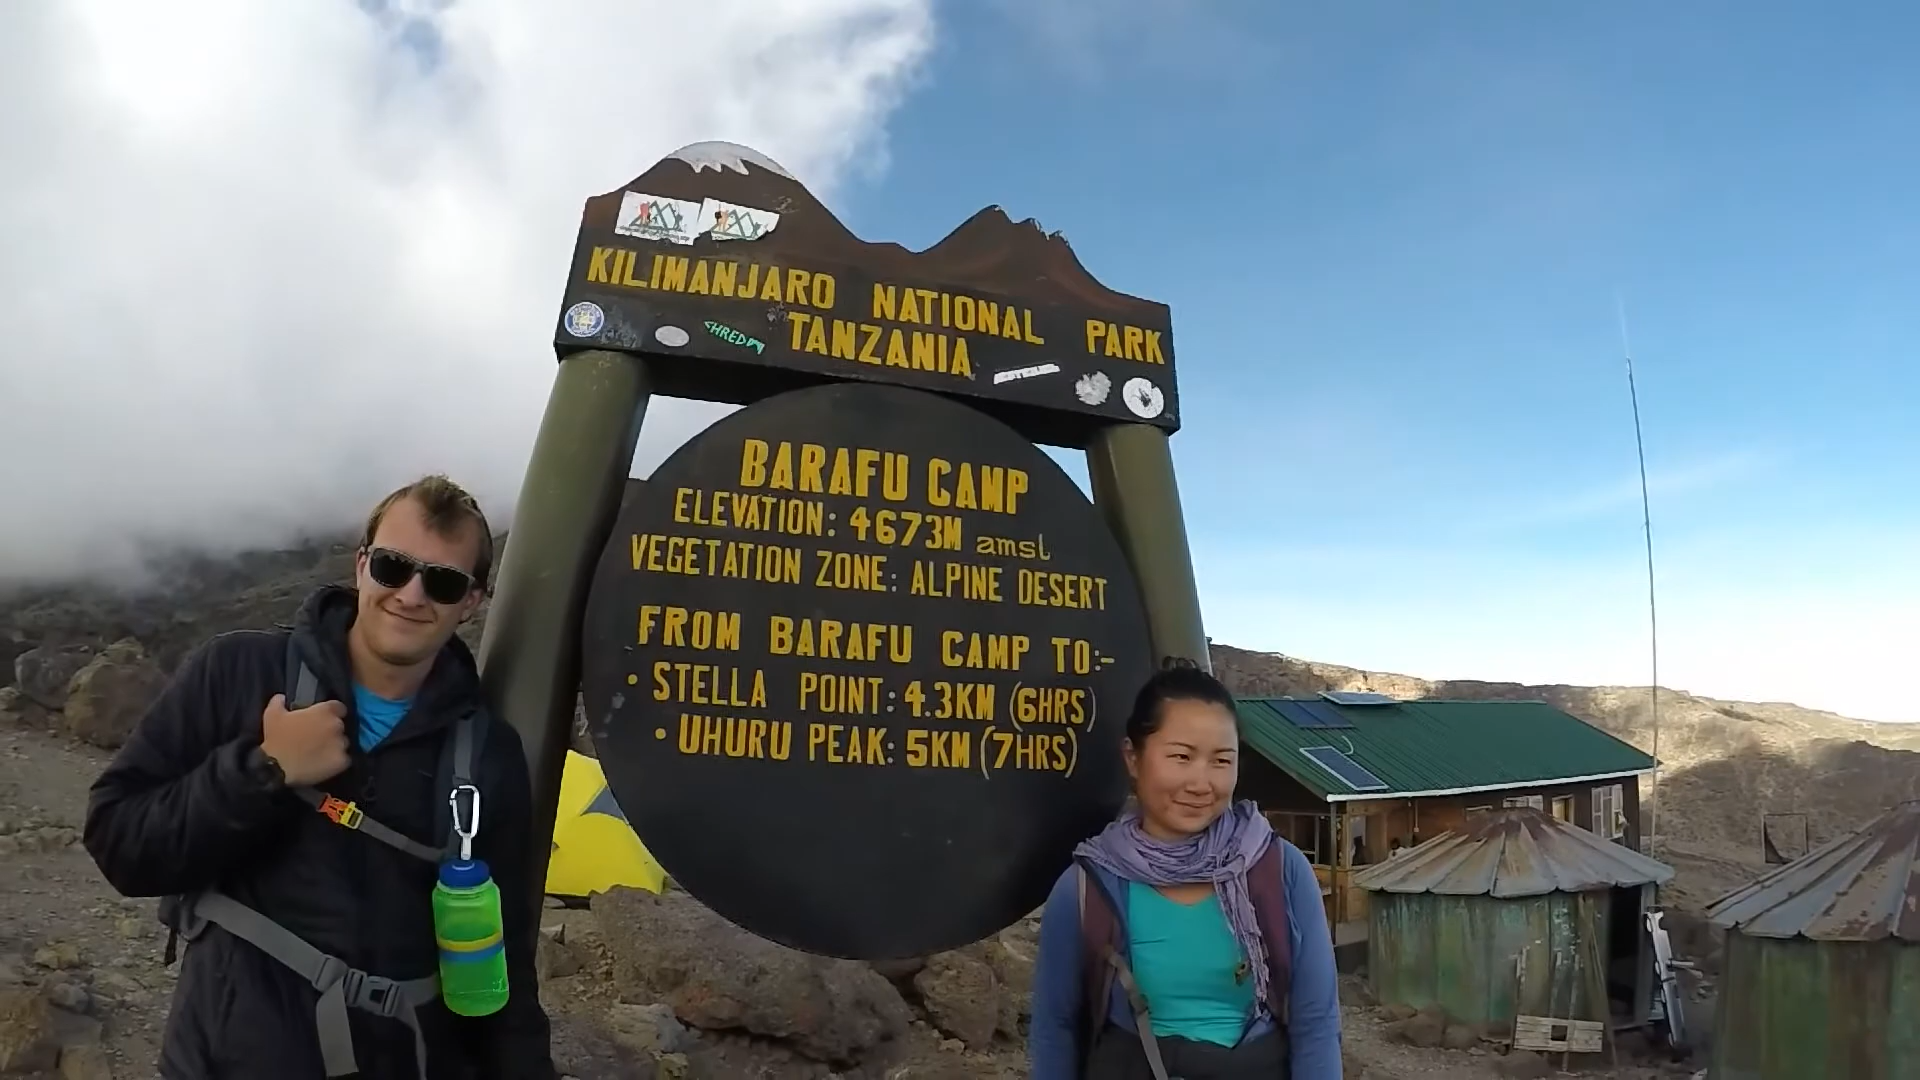 KILIMANJARO NATIONAL PARK
TANZANIA
SHRED
BARAFU CAMP
ELEVATION: 4673M amsl
VEGETATION ZONE: ALPINE DESERT
FROM BARAFU CAMP TO:-
• STELLA POINT: 4.3KM (6HRS)
• UHURU PEAK: 5KM (7HRS)